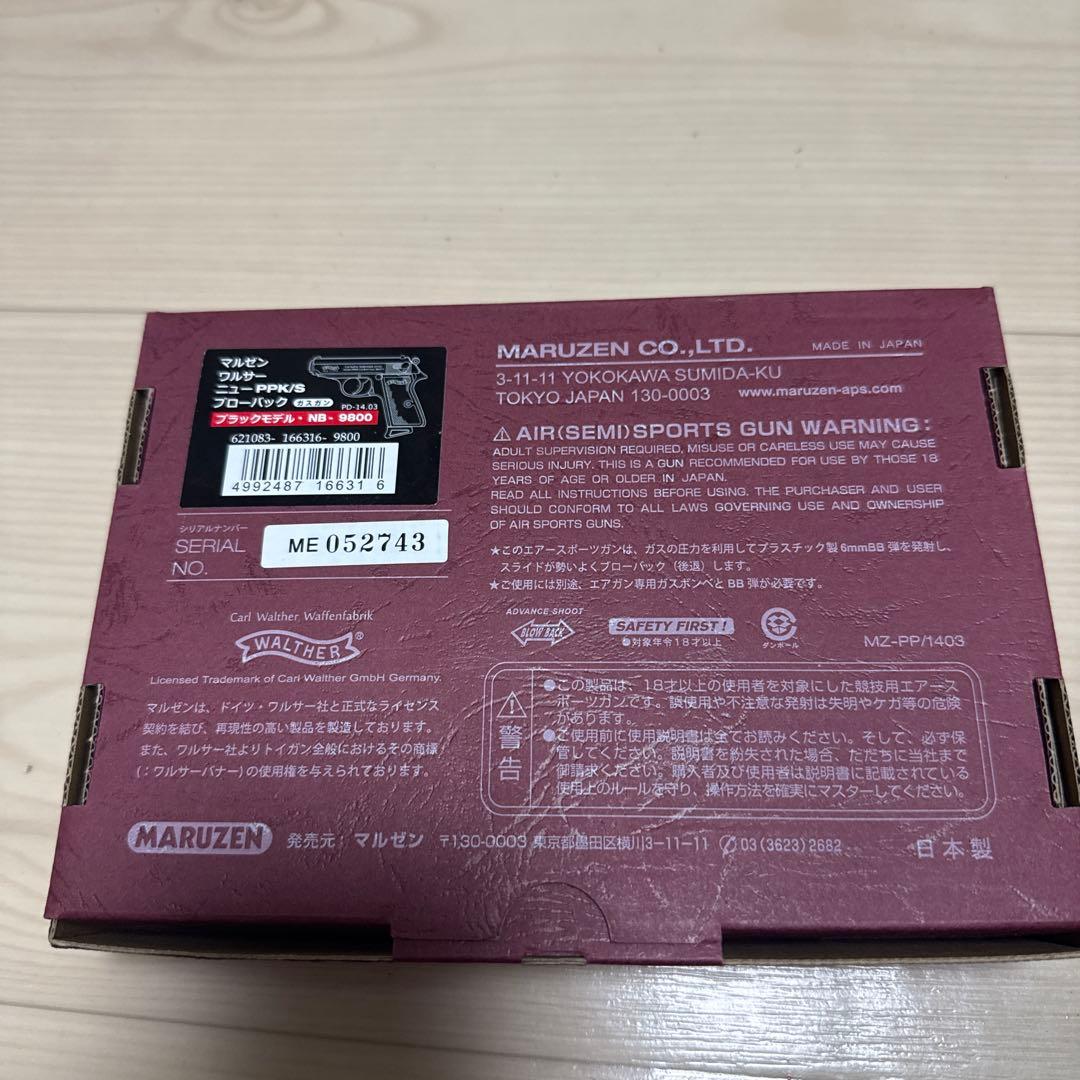 マルゼン
ワルサー
ニューPPK/S
ブローバック ガスガン
PD-14.03
ブラックモデル・NB・9800
621083- 166316- 9800
4992487 16631 6
シリアルナンバー
SERIAL
NO.
ME 052743
Carl Walther Waffenfabrik
WALTHER®
Licensed Trademark of Carl Walther GmbH Germany.
マルゼンは、ドイツ・ワルサー社と正式なライセンス
契約を結び、再現性の高い製品を製造しております。
また、ワルサー社よりトイガン全般におけるその商標
(:ワルサーバナー)の使用権を与えられております。
MARUZEN CO.,LTD. MADE IN JAPAN
3-11-11 YOKOKAWA SUMIDA-KU
TOKYO JAPAN 130-0003 www.maruzen-aps.com
⚠ AIR(SEMI)SPORTS GUN WARNING:
ADULT SUPERVISION REQUIRED, MISUSE OR CARELESS USE MAY CAUSE
SERIOUS INJURY. THIS IS A GUN RECOMMENDED FOR USE BY THOSE 18
YEARS OF AGE OR OLDER IN JAPAN.
READ ALL INSTRUCTIONS BEFORE USING. THE PURCHASER AND USER
SHOULD CONFORM TO ALL LAWS GOVERNING USE AND OWNERSHIP
OF AIR SPORTS GUNS.
★このエアースポーツガンは、ガスの圧力を利用してプラスチック製6mmBB弾を発射し、
スライドが勢いよくブローバック(後退)します。
★ご使用には別途、エアガン専用ガスボンベとBB弾が必要です。
ADVANCE SHOOT
BLOW BACK
SAFETY FIRST!
●対象年令18才以上
ダンボール
MZ-PP/1403
⚠警告
●この製品は、18才以上の使用者を対象にした競技用エアース
ポーツガンです。誤使用や不注意な発射は失明やケガ等の危険
があります。
●ご使用前に使用説明書は全てお読みください。そして、必ず保
管してください。説明書を紛失された場合、ただちに当社まで
御請求ください。購入者及び使用者は説明書に記載されている
使用上のルールを守り、操作方法を確実にマスターしてください。
MARUZEN 発売元: マルゼン 〒130-0003 東京都墨田区横川3-11-11 ✆03(3623)2682 日本製